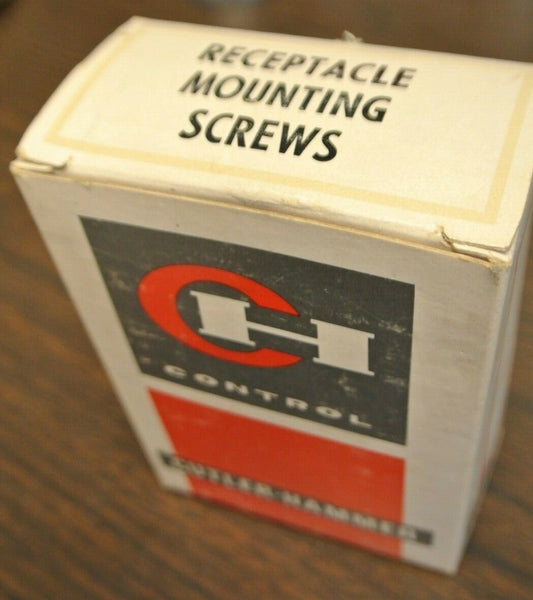 RECEPTACLE
MOUNTING
SCREWS
CH
CONTROL
CUTLER-HAMMER